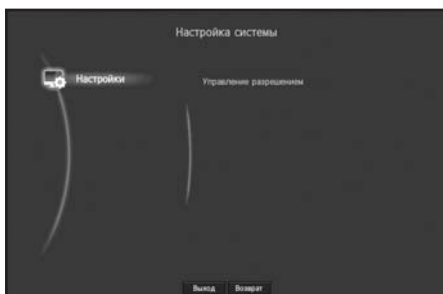 Настройка системы
Настройки
Управление разрешением
Выход
Возврат